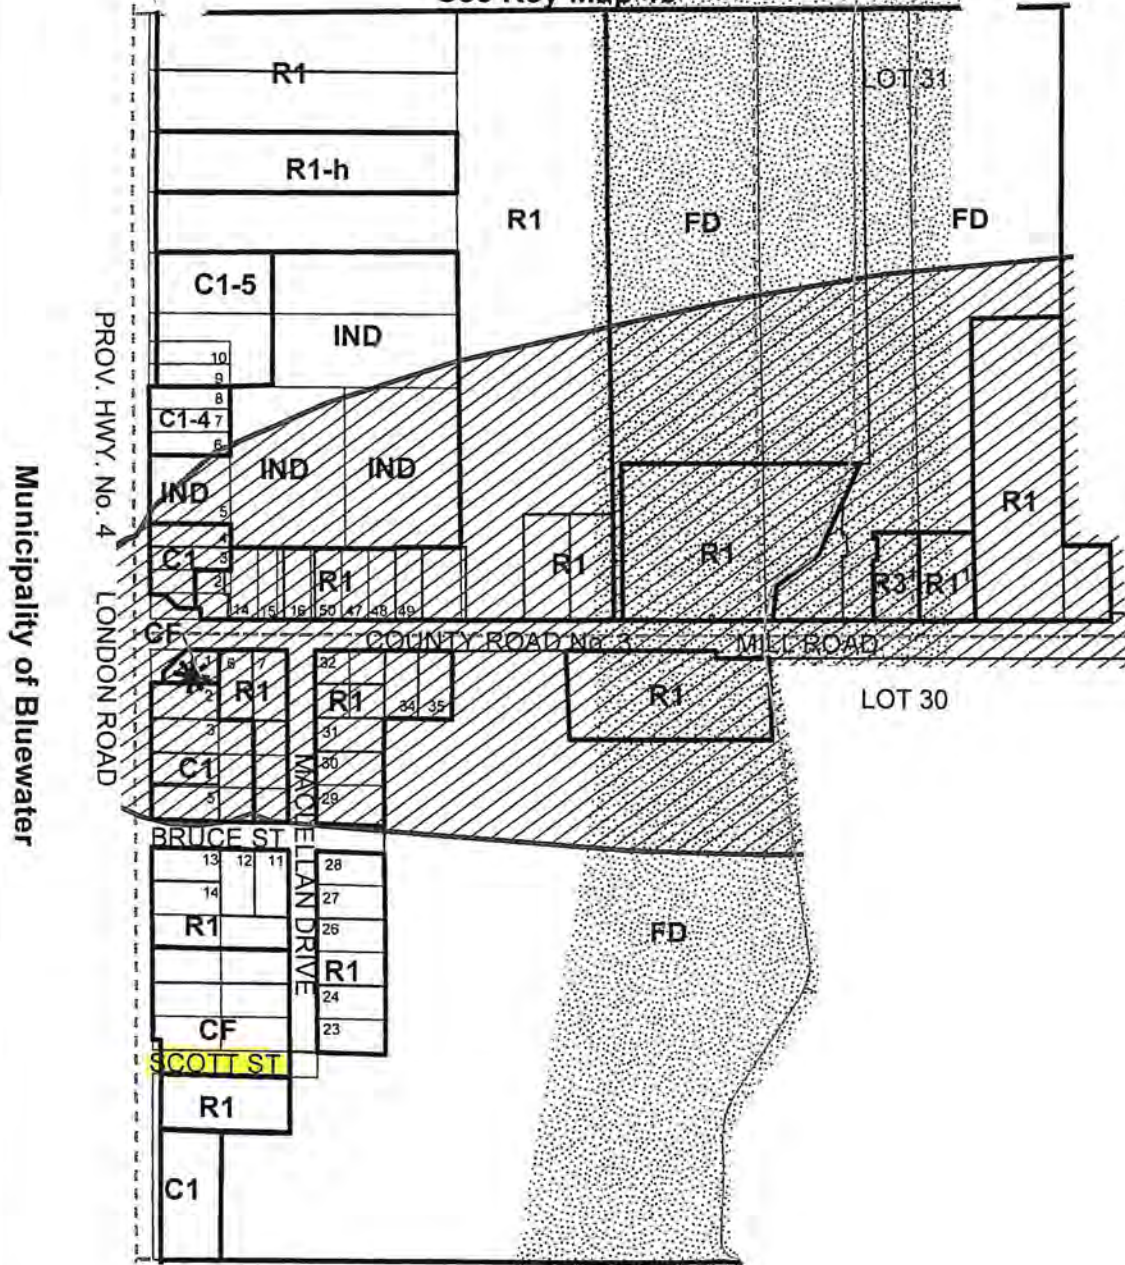 R1
LOT 31
R1-h
R1
FD
FD
C1-5
IND
10
9
8
C1-4 7
6
IND
IND
IND
5
R1
4
C1
3
R1
R1
R1
2
R3¹
R1¹
14 15 16 50 47 48 49
CF
COUNTY ROAD No. 3
MILL ROAD
1 6 7
32
R1
R1
2
R1
34 35
LOT 30
3
31
C1
30
5
29
BRUCE ST
13 12 11
28
14
27
R1
26
FD
R1
24
CF
23
SCOTT ST
R1
C1
PROV. HWY. No. 4
LONDON ROAD
MACLELLAN DRIVE
Municipality of Bluewater